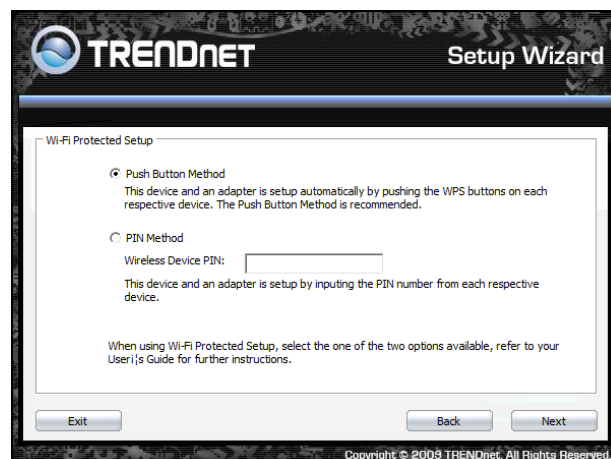 TRENDNET
Setup Wizard
Wi-Fi Protected Setup
Push Button Method
This device and an adapter is setup automatically by pushing the WPS buttons on each
respective device. The Push Button Method is recommended.
PIN Method
Wireless Device PIN:
This device and an adapter is setup by inputing the PIN number from each respective
device.
When using Wi-Fi Protected Setup, select the one of the two options available, refer to your
Useri¦s Guide for further instructions.
Exit
Back
Next
Copyright © 2009 TRENDnet. All Rights Reserved.